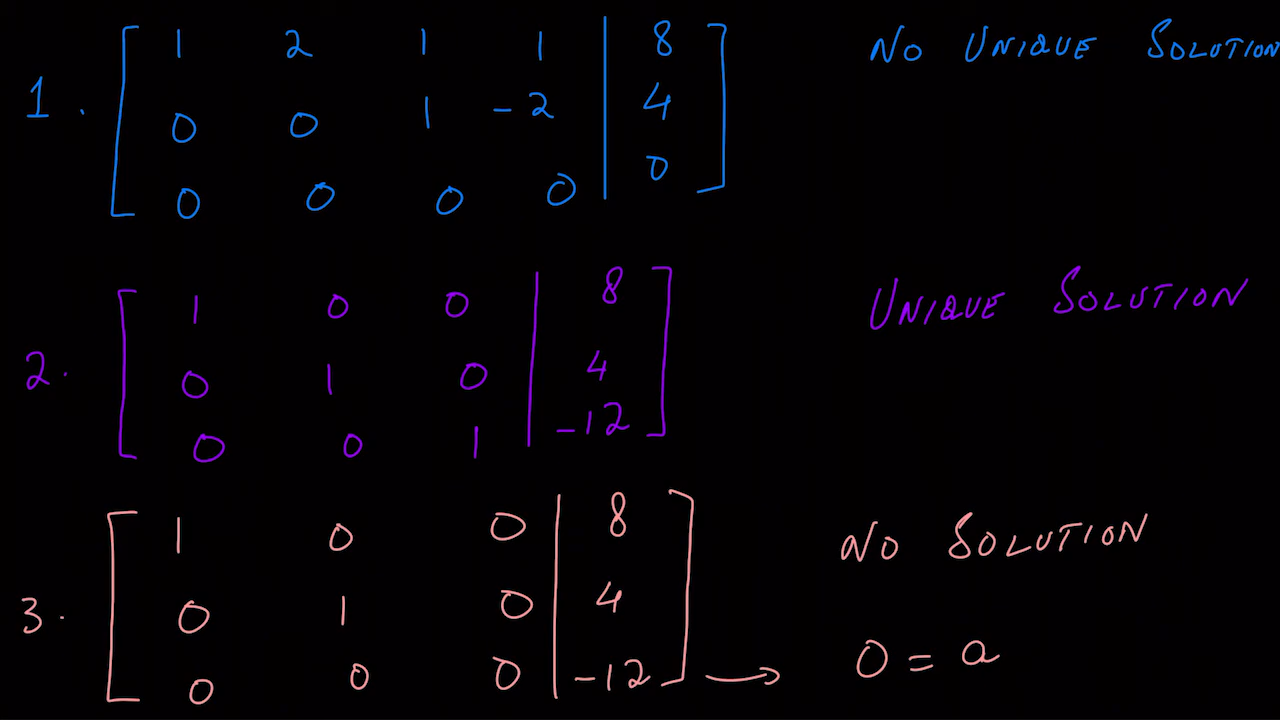 1. [ 1 2 1 1 | 8 ] NO UNIQUE SOLUTION
0 0 1 -2 | 4
0 0 0 0 | 0
2. [ 1 0 0 | 8 ] UNIQUE SOLUTION
0 1 0 | 4
0 0 1 | -12
3. [ 1 0 0 | 8 ] NO SOLUTION
0 1 0 | 4
0 0 0 | -12 → 0 = a